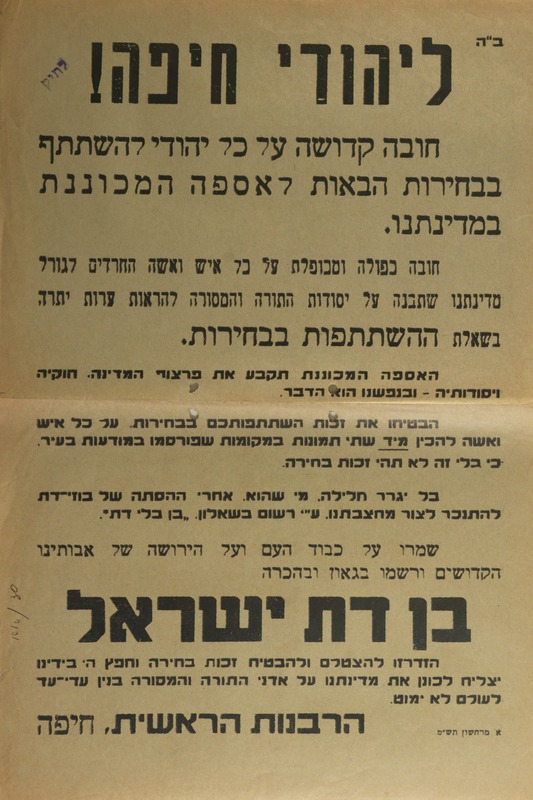 ב"ה
ליהודי חיפה!
חובה קדושה על כל יהודי להשתתף
בבחירות הבאות לאספה המכוננת
במדינתנו.
חובה כפולה ומכופלת על כל איש ואשה החרדים לגורל
מדינתנו שתבנה על יסודות התורה והמסורה להראות ערות יתרה
בשאלת ההשתתפות בבחירות.
האספה המכוננת תקבע את פרצוף המדינה, חוקיה
ויסודותיה - ובנפשנו הוא הדבר.
הבטיחו את זכות השתתפותכם בבחירות. על כל איש
ואשה להכין מיד שתי תמונות במקומות שפורסמו במודעות בעיר,
כי בלי זה לא תהי זכות בחירה.
בל יגרר חלילה, מי שהוא, אחרי ההסתה של בוזי־דת
להתנכר לצור מחצבתנו, ע"י רשום בשאלון, „בן בלי דת".
שמרו על כבוד העם ועל הירושה של אבותינו
הקדושים ורשמו בגאון ובהכרה
בן דת ישראל
הזדרזו להצטלם ולהבטיח זכות בחירה וחפץ ה' בידינו
יצליח לכונן את מדינתנו על אדני התורה והמסורה בנין עדי־עד
לעולם לא ימוט.
הרבנות הראשית, חיפה
א מרחשון תש"ט
לתיק